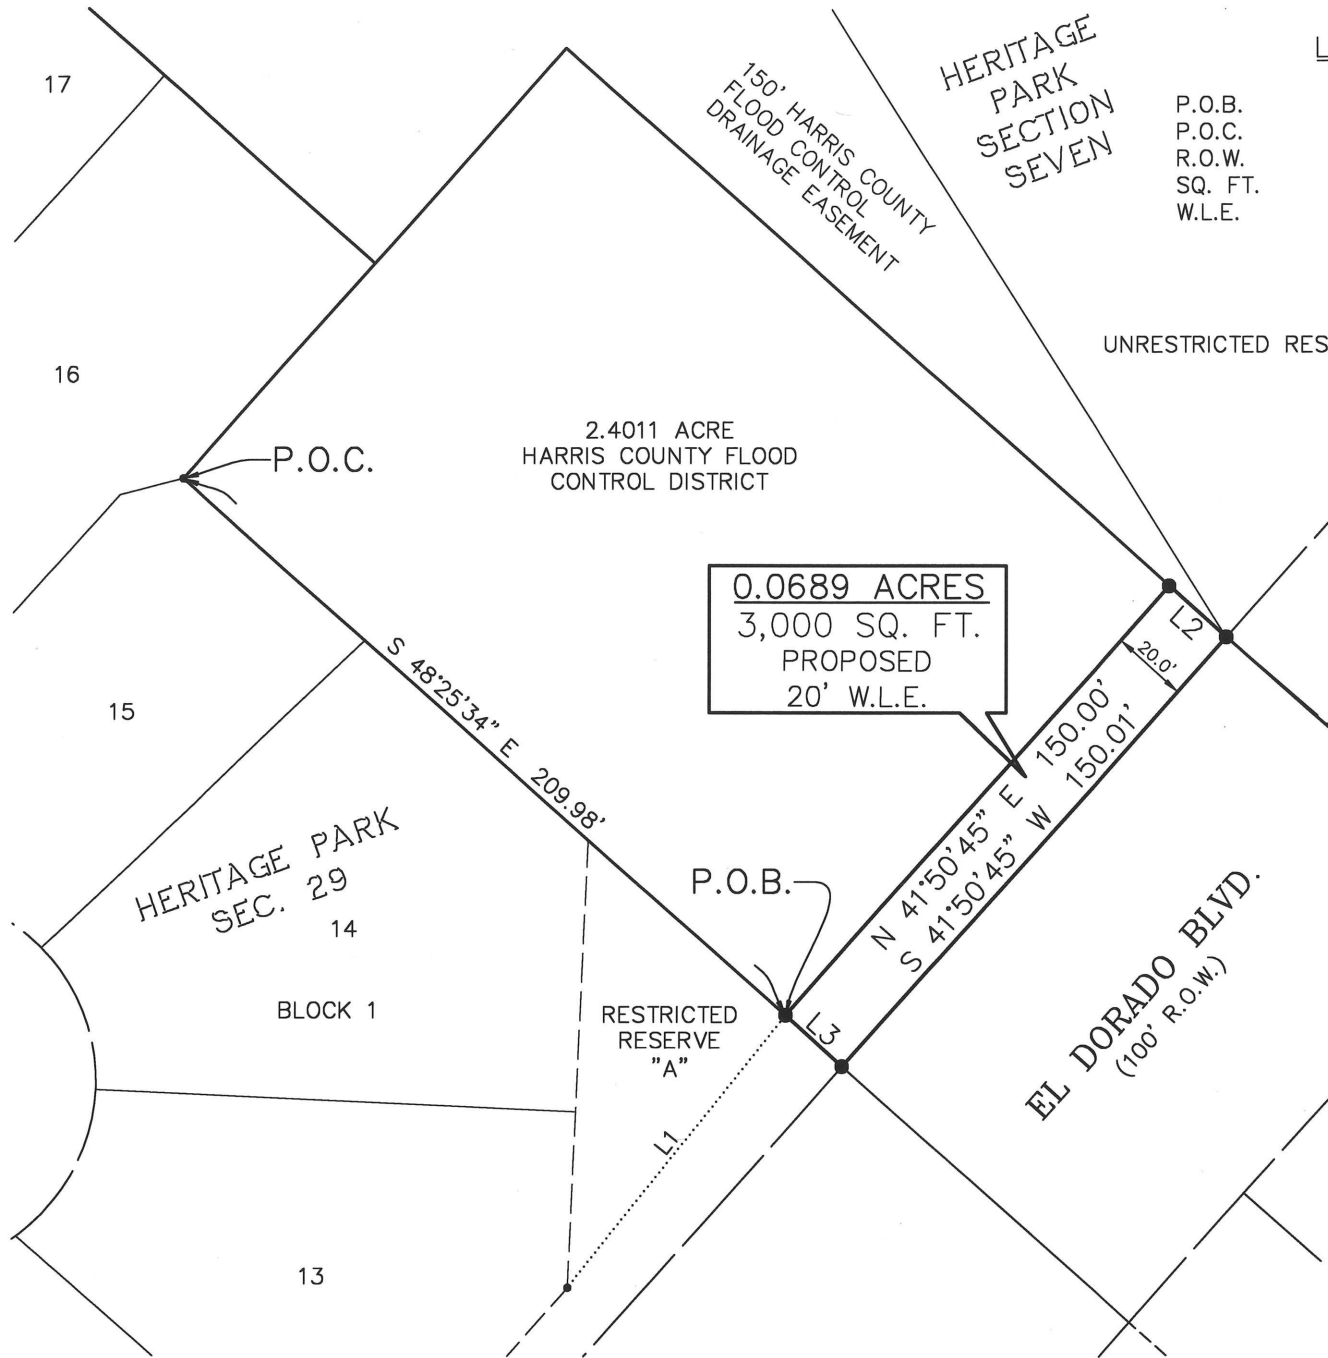 17
150' HARRIS COUNTY
FLOOD CONTROL
DRAINAGE EASEMENT
HERITAGE
PARK
SECTION
SEVEN
L
P.O.B.
P.O.C.
R.O.W.
SQ. FT.
W.L.E.
UNRESTRICTED RES
16
P.O.C.
2.4011 ACRE
HARRIS COUNTY FLOOD
CONTROL DISTRICT
0.0689 ACRES
3,000 SQ. FT.
PROPOSED
20' W.L.E.
L2
20.0'
15
S 48°25'34" E 209.98'
N 41°50'45" E 150.00'
S 41°50'45" W 150.01'
HERITAGE PARK
SEC. 29
14
BLOCK 1
P.O.B.
RESTRICTED
RESERVE
"A"
L3
L1
EL DORADO BLVD.
(100' R.O.W.)
13